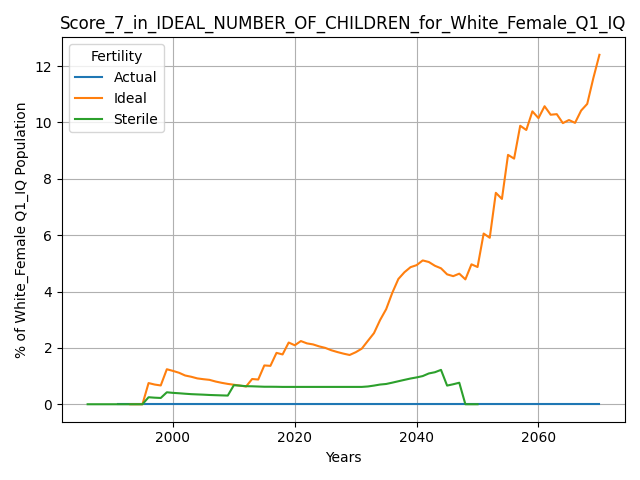 Score_7_in_IDEAL_NUMBER_OF_CHILDREN_for_White_Female_Q1_IQ
Fertility
Actual
Ideal
Sterile
% of White_Female Q1_IQ Population
12
10
8
6
4
2
0
2000
2020
2040
2060
Years